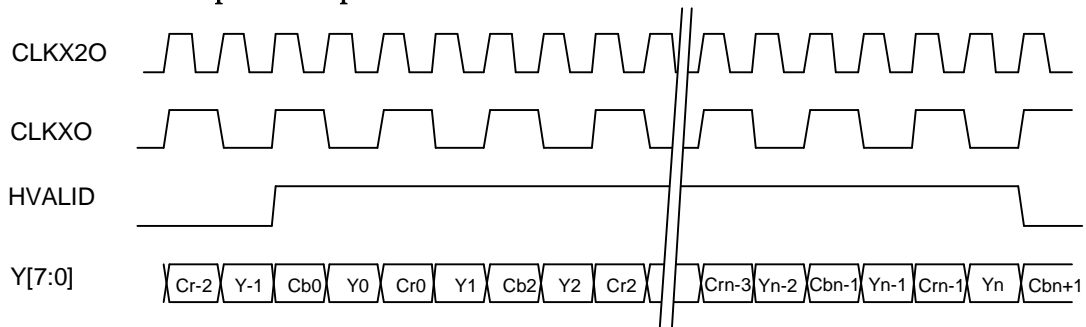 CLKX2O
CLKXO
HVALID
Y[7:0] Cr-2 Y-1 Cb0 Y0 Cr0 Y1 Cb2 Y2 Cr2 Crn-3 Yn-2 Cbn-1 Yn-1 Crn-1 Yn Cbn+1